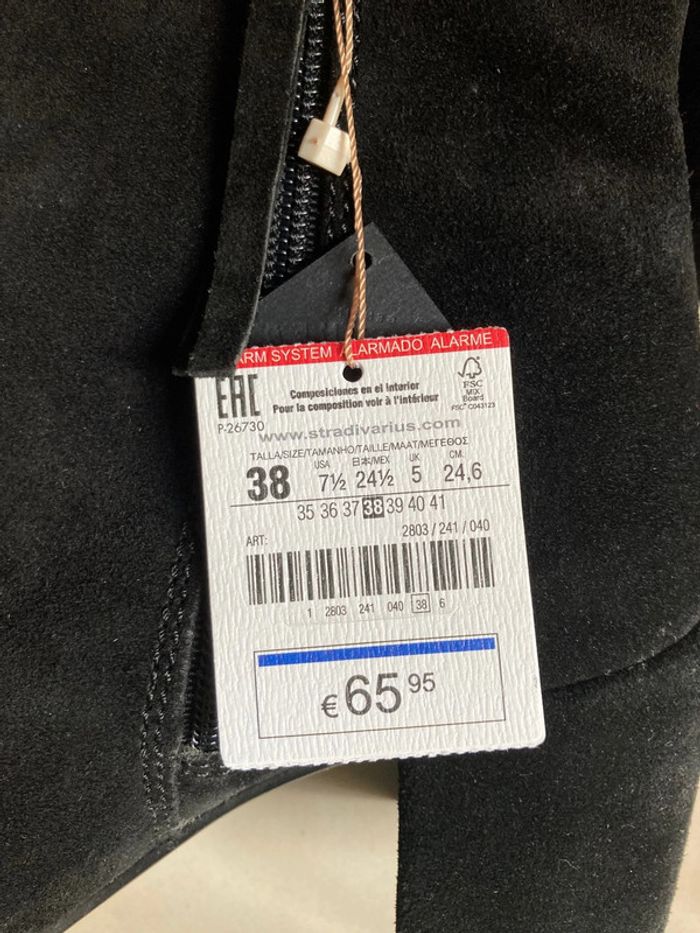 ARM SYSTEM ALARMADO ALARME
EAC
Composiciones en el interior
Pour la composition voir à l'intérieur
FSC
MIX
Board
FSC® C043123
P-26730
www.stradivarius.com
TALLA/SIZE/TAMANHO/TAILLE/MAAT/ΜΕΓΕΘΟΣ
USA 日本/MEX UK CM.
38 7½ 24½ 5 24,6
35 36 37 38 39 40 41
ART: 2803 / 241 / 040
1 2803 241 040 38 6
€ 65 95